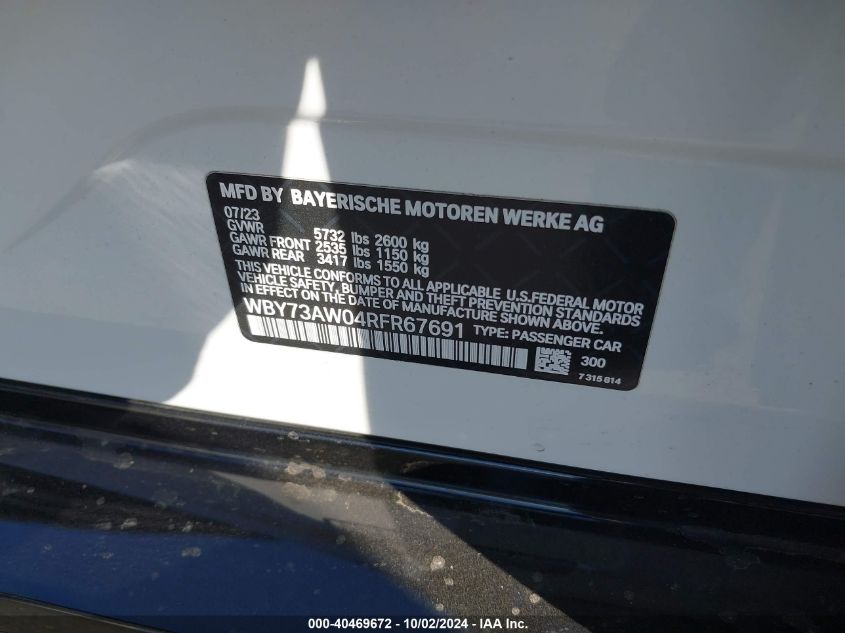 MFD BY BAYERISCHE MOTOREN WERKE AG
07/23
GVWR 5732 lbs 2600 kg
GAWR FRONT 2535 lbs 1150 kg
GAWR REAR 3417 lbs 1550 kg
THIS VEHICLE CONFORMS TO ALL APPLICABLE U.S.FEDERAL MOTOR
VEHICLE SAFETY, BUMPER AND THEFT PREVENTION STANDARDS
IN EFFECT ON THE DATE OF MANUFACTURE SHOWN ABOVE.
WBY73AW04RFR67691 TYPE: PASSENGER CAR
300
7 315 814
000-40469672 - 10/02/2024 - IAA Inc.